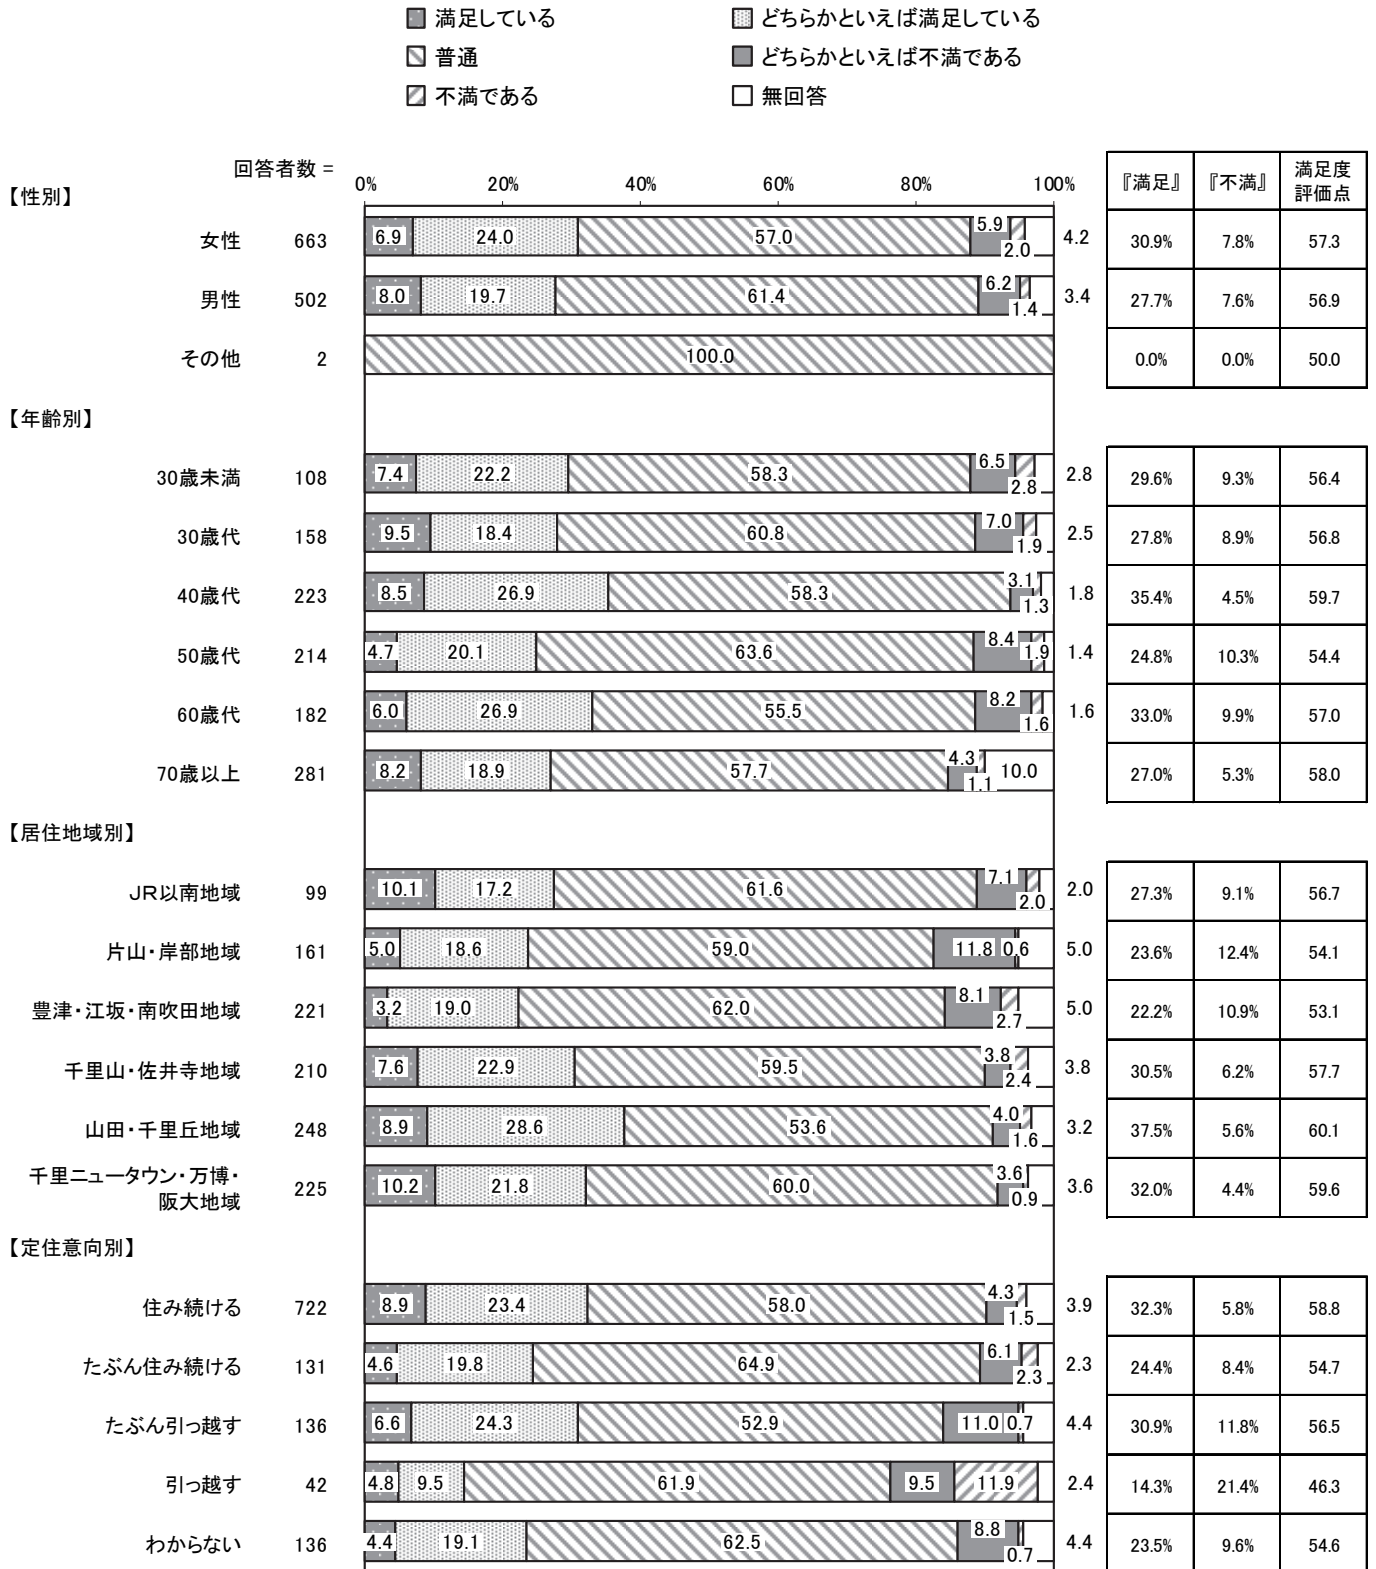 満足している どちらかといえば満足している
普通 どちらかといえば不満である
不満である 無回答
回答者数 = 0% 20% 40% 60% 80% 100% 『満足』 『不満』 満足度
評価点
【性別】
女性 663 6.9 24.0 57.0 5.9 2.0 4.2 30.9% 7.8% 57.3
男性 502 8.0 19.7 61.4 6.2 1.4 3.4 27.7% 7.6% 56.9
その他 2 100.0 0.0% 0.0% 50.0
【年齢別】
30歳未満 108 7.4 22.2 58.3 6.5 2.8 2.8 29.6% 9.3% 56.4
30歳代 158 9.5 18.4 60.8 7.0 1.9 2.5 27.8% 8.9% 56.8
40歳代 223 8.5 26.9 58.3 3.1 1.3 1.8 35.4% 4.5% 59.7
50歳代 214 4.7 20.1 63.6 8.4 1.9 1.4 24.8% 10.3% 54.4
60歳代 182 6.0 26.9 55.5 8.2 1.6 1.6 33.0% 9.9% 57.0
70歳以上 281 8.2 18.9 57.7 4.3 1.1 10.0 27.0% 5.3% 58.0
【居住地域別】
JR以南地域 99 10.1 17.2 61.6 7.1 2.0 2.0 27.3% 9.1% 56.7
片山・岸部地域 161 5.0 18.6 59.0 11.8 0.6 5.0 23.6% 12.4% 54.1
豊津・江坂・南吹田地域 221 3.2 19.0 62.0 8.1 2.7 5.0 22.2% 10.9% 53.1
千里山・佐井寺地域 210 7.6 22.9 59.5 3.8 2.4 3.8 30.5% 6.2% 57.7
山田・千里丘地域 248 8.9 28.6 53.6 4.0 1.6 3.2 37.5% 5.6% 60.1
千里ニュータウン・万博・
阪大地域 225 10.2 21.8 60.0 3.6 0.9 3.6 32.0% 4.4% 59.6
【定住意向別】
住み続ける 722 8.9 23.4 58.0 4.3 1.5 3.9 32.3% 5.8% 58.8
たぶん住み続ける 131 4.6 19.8 64.9 6.1 2.3 2.3 24.4% 8.4% 54.7
たぶん引っ越す 136 6.6 24.3 52.9 11.0 0.7 4.4 30.9% 11.8% 56.5
引っ越す 42 4.8 9.5 61.9 9.5 11.9 2.4 14.3% 21.4% 46.3
わからない 136 4.4 19.1 62.5 8.8 0.7 4.4 23.5% 9.6% 54.6